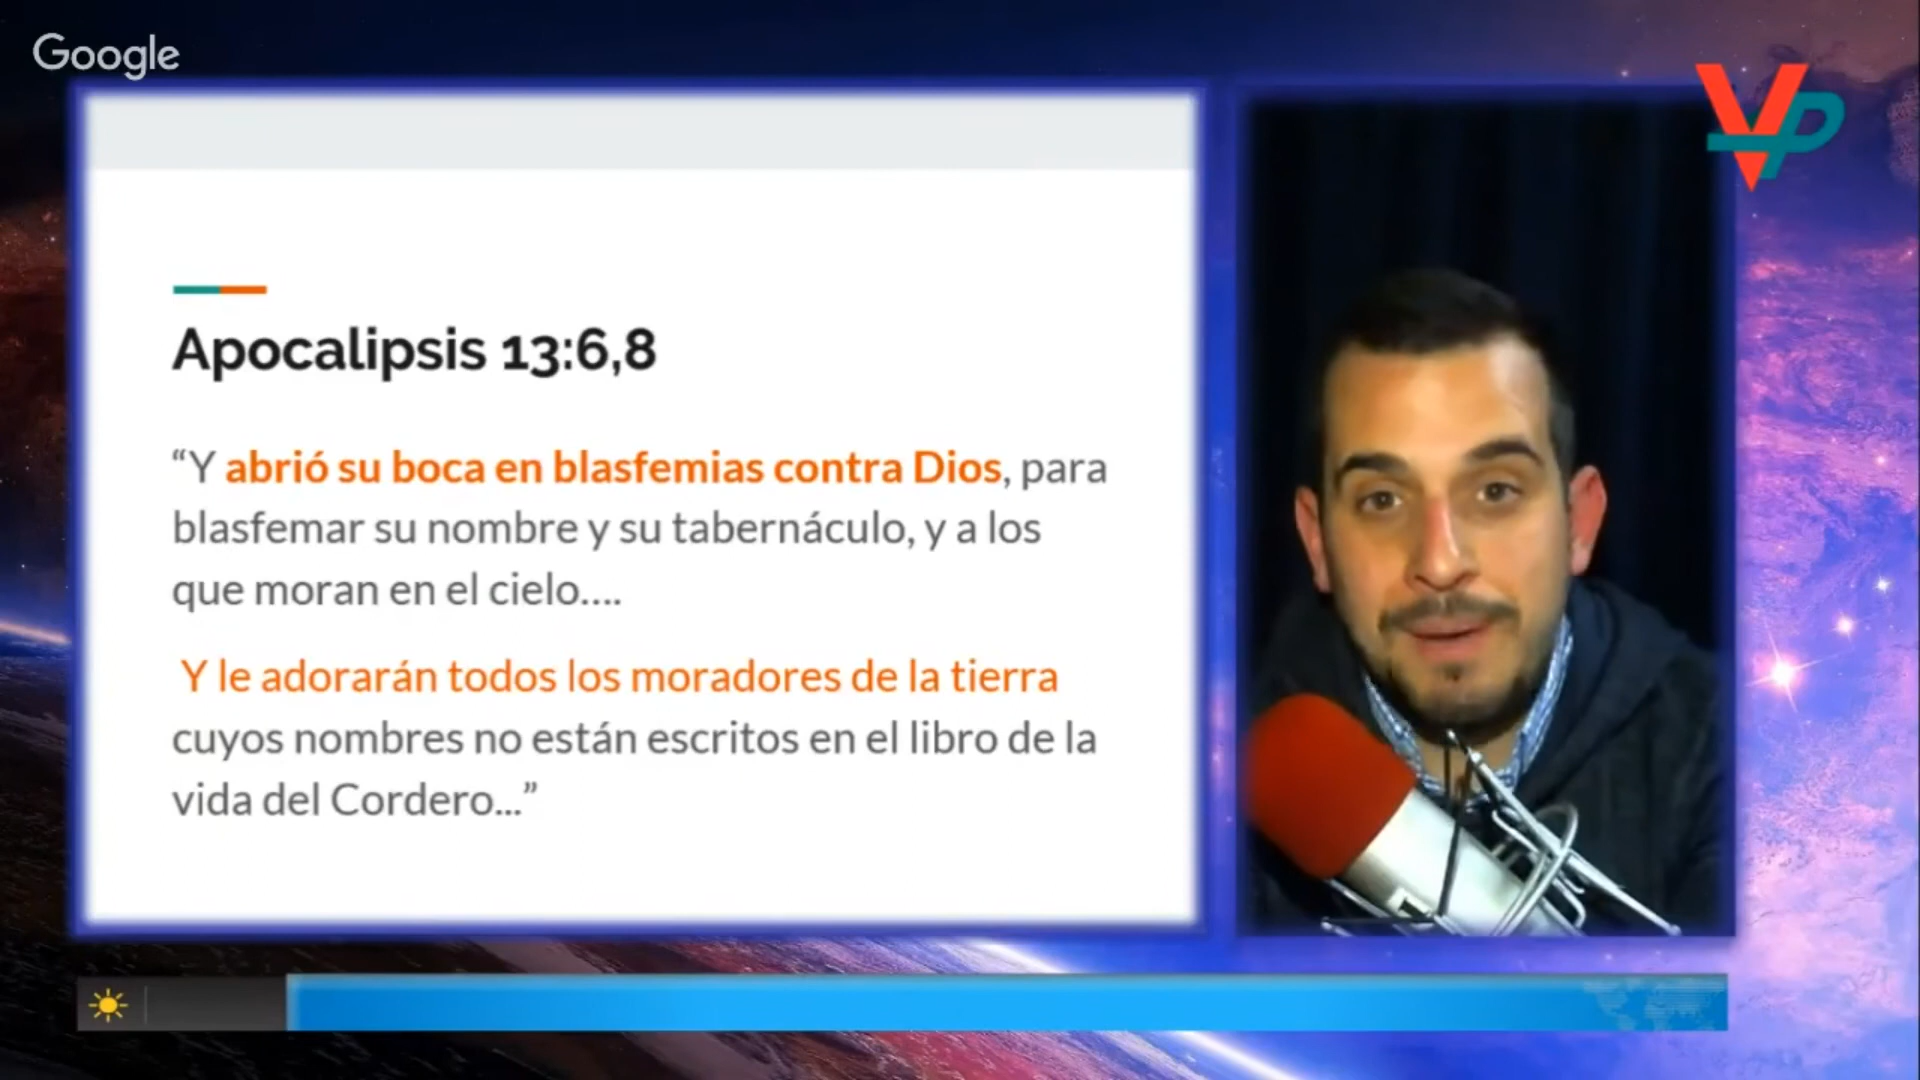 Google
VP
Apocalipsis 13:6,8
“Y abrió su boca en blasfemias contra Dios, para
blasfemar su nombre y su tabernáculo, y a los
que moran en el cielo....
Y le adorarán todos los moradores de la tierra
cuyos nombres no están escritos en el libro de la
vida del Cordero...”